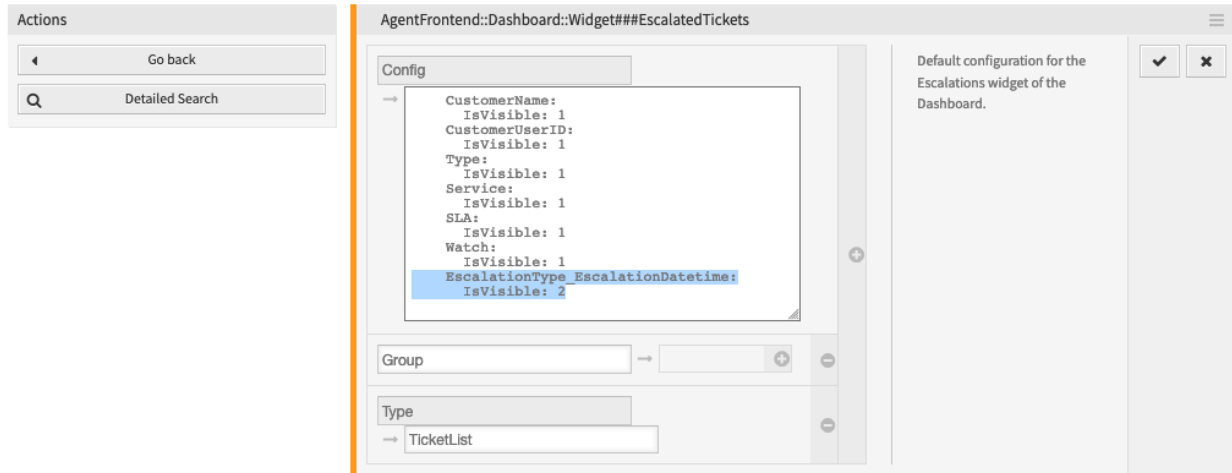 Actions
Go back
Detailed Search
AgentFrontend::Dashboard::Widget###EscalatedTickets
Config
CustomerName:
IsVisible: 1
CustomerUserID:
IsVisible: 1
Type:
IsVisible: 1
Service:
IsVisible: 1
SLA:
IsVisible: 1
Watch:
IsVisible: 1
EscalationType_EscalationDatetime:
IsVisible: 2
Group
Type
TicketList
Default configuration for the
Escalations widget of the
Dashboard.